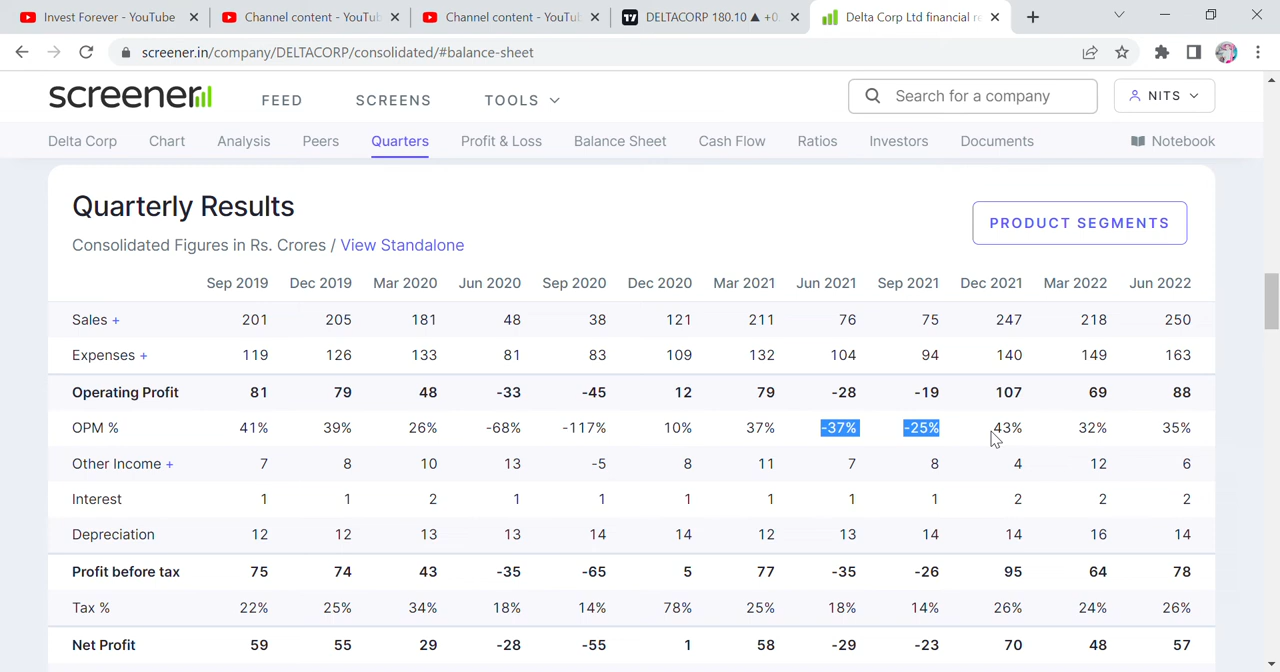 Invest Forever - YouTube
Channel content - YouTub
Channel content - YouTub
DELTACORP 180.10 ▲ +0
Delta Corp Ltd financial re
screener.in/company/DELTACORP/consolidated/#balance-sheet
screener
FEED
SCREENS
TOOLS
Search for a company
NITS
Delta Corp
Chart
Analysis
Peers
Quarters
Profit & Loss
Balance Sheet
Cash Flow
Ratios
Investors
Documents
Notebook
Quarterly Results
PRODUCT SEGMENTS
Consolidated Figures in Rs. Crores / View Standalone
Sep 2019 Dec 2019 Mar 2020 Jun 2020 Sep 2020 Dec 2020 Mar 2021 Jun 2021 Sep 2021 Dec 2021 Mar 2022 Jun 2022
Sales + 201 205 181 48 38 121 211 76 75 247 218 250
Expenses + 119 126 133 81 83 109 132 104 94 140 149 163
Operating Profit 81 79 48 -33 -45 12 79 -28 -19 107 69 88
OPM % 41% 39% 26% -68% -117% 10% 37% -37% -25% 43% 32% 35%
Other Income + 7 8 10 13 -5 8 11 7 8 4 12 6
Interest 1 1 2 1 1 1 1 1 1 2 2 2
Depreciation 12 12 13 13 14 14 12 13 14 14 16 14
Profit before tax 75 74 43 -35 -65 5 77 -35 -26 95 64 78
Tax % 22% 25% 34% 18% 14% 78% 25% 18% 14% 26% 24% 26%
Net Profit 59 55 29 -28 -55 1 58 -29 -23 70 48 57